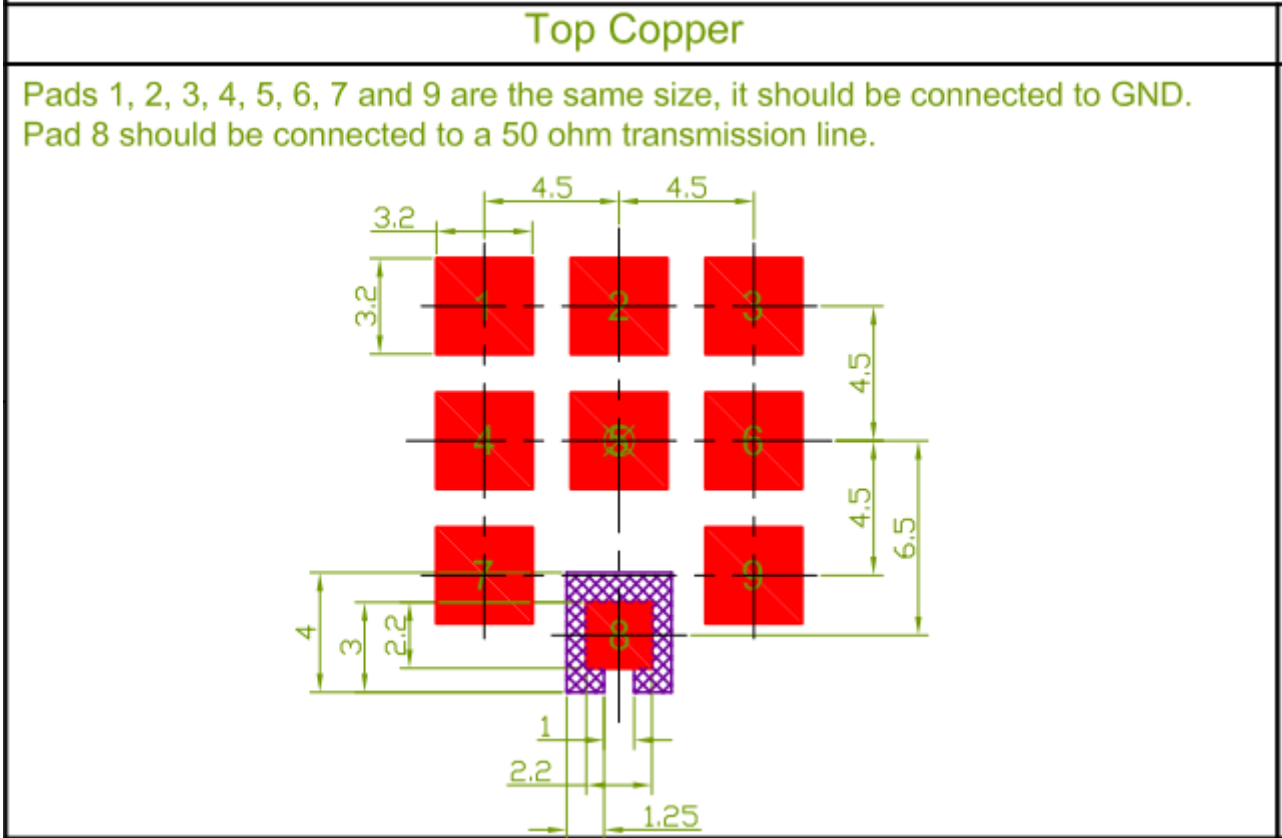 Top Copper
Pads 1, 2, 3, 4, 5, 6, 7 and 9 are the same size, it should be connected to GND.
Pad 8 should be connected to a 50 ohm transmission line.
4.5 4.5
3.2
3.2
1 2 3
4.5
4 5 6
4.5
6.5
7 9
4
3
2.2
8
1
2.2
1.25